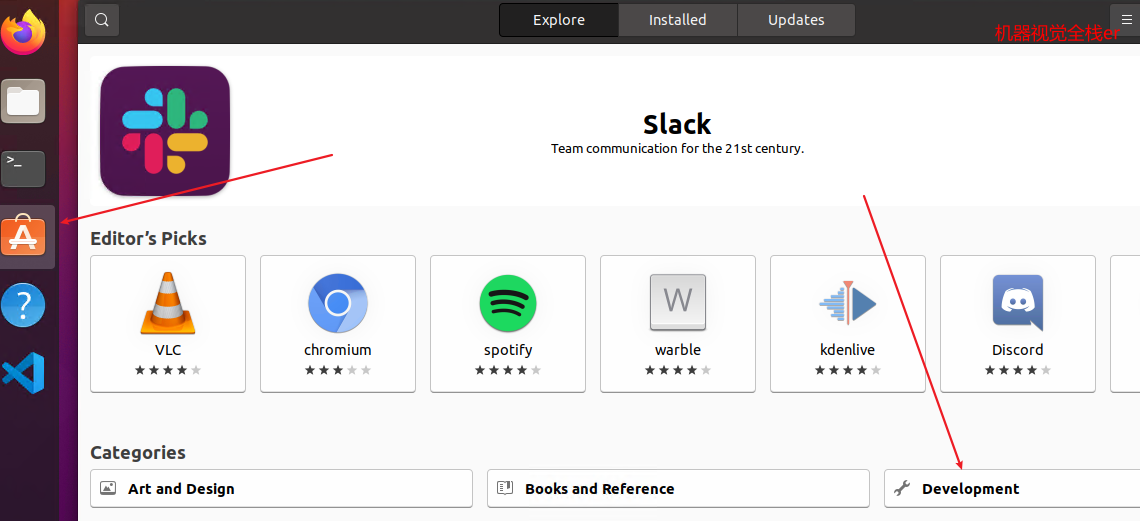 Explore
Installed
Updates
机器视觉全栈er
Slack
Team communication for the 21st century.
Editor’s Picks
VLC
chromium
spotify
W
warble
kdenlive
Discord
Categories
Art and Design
Books and Reference
Development